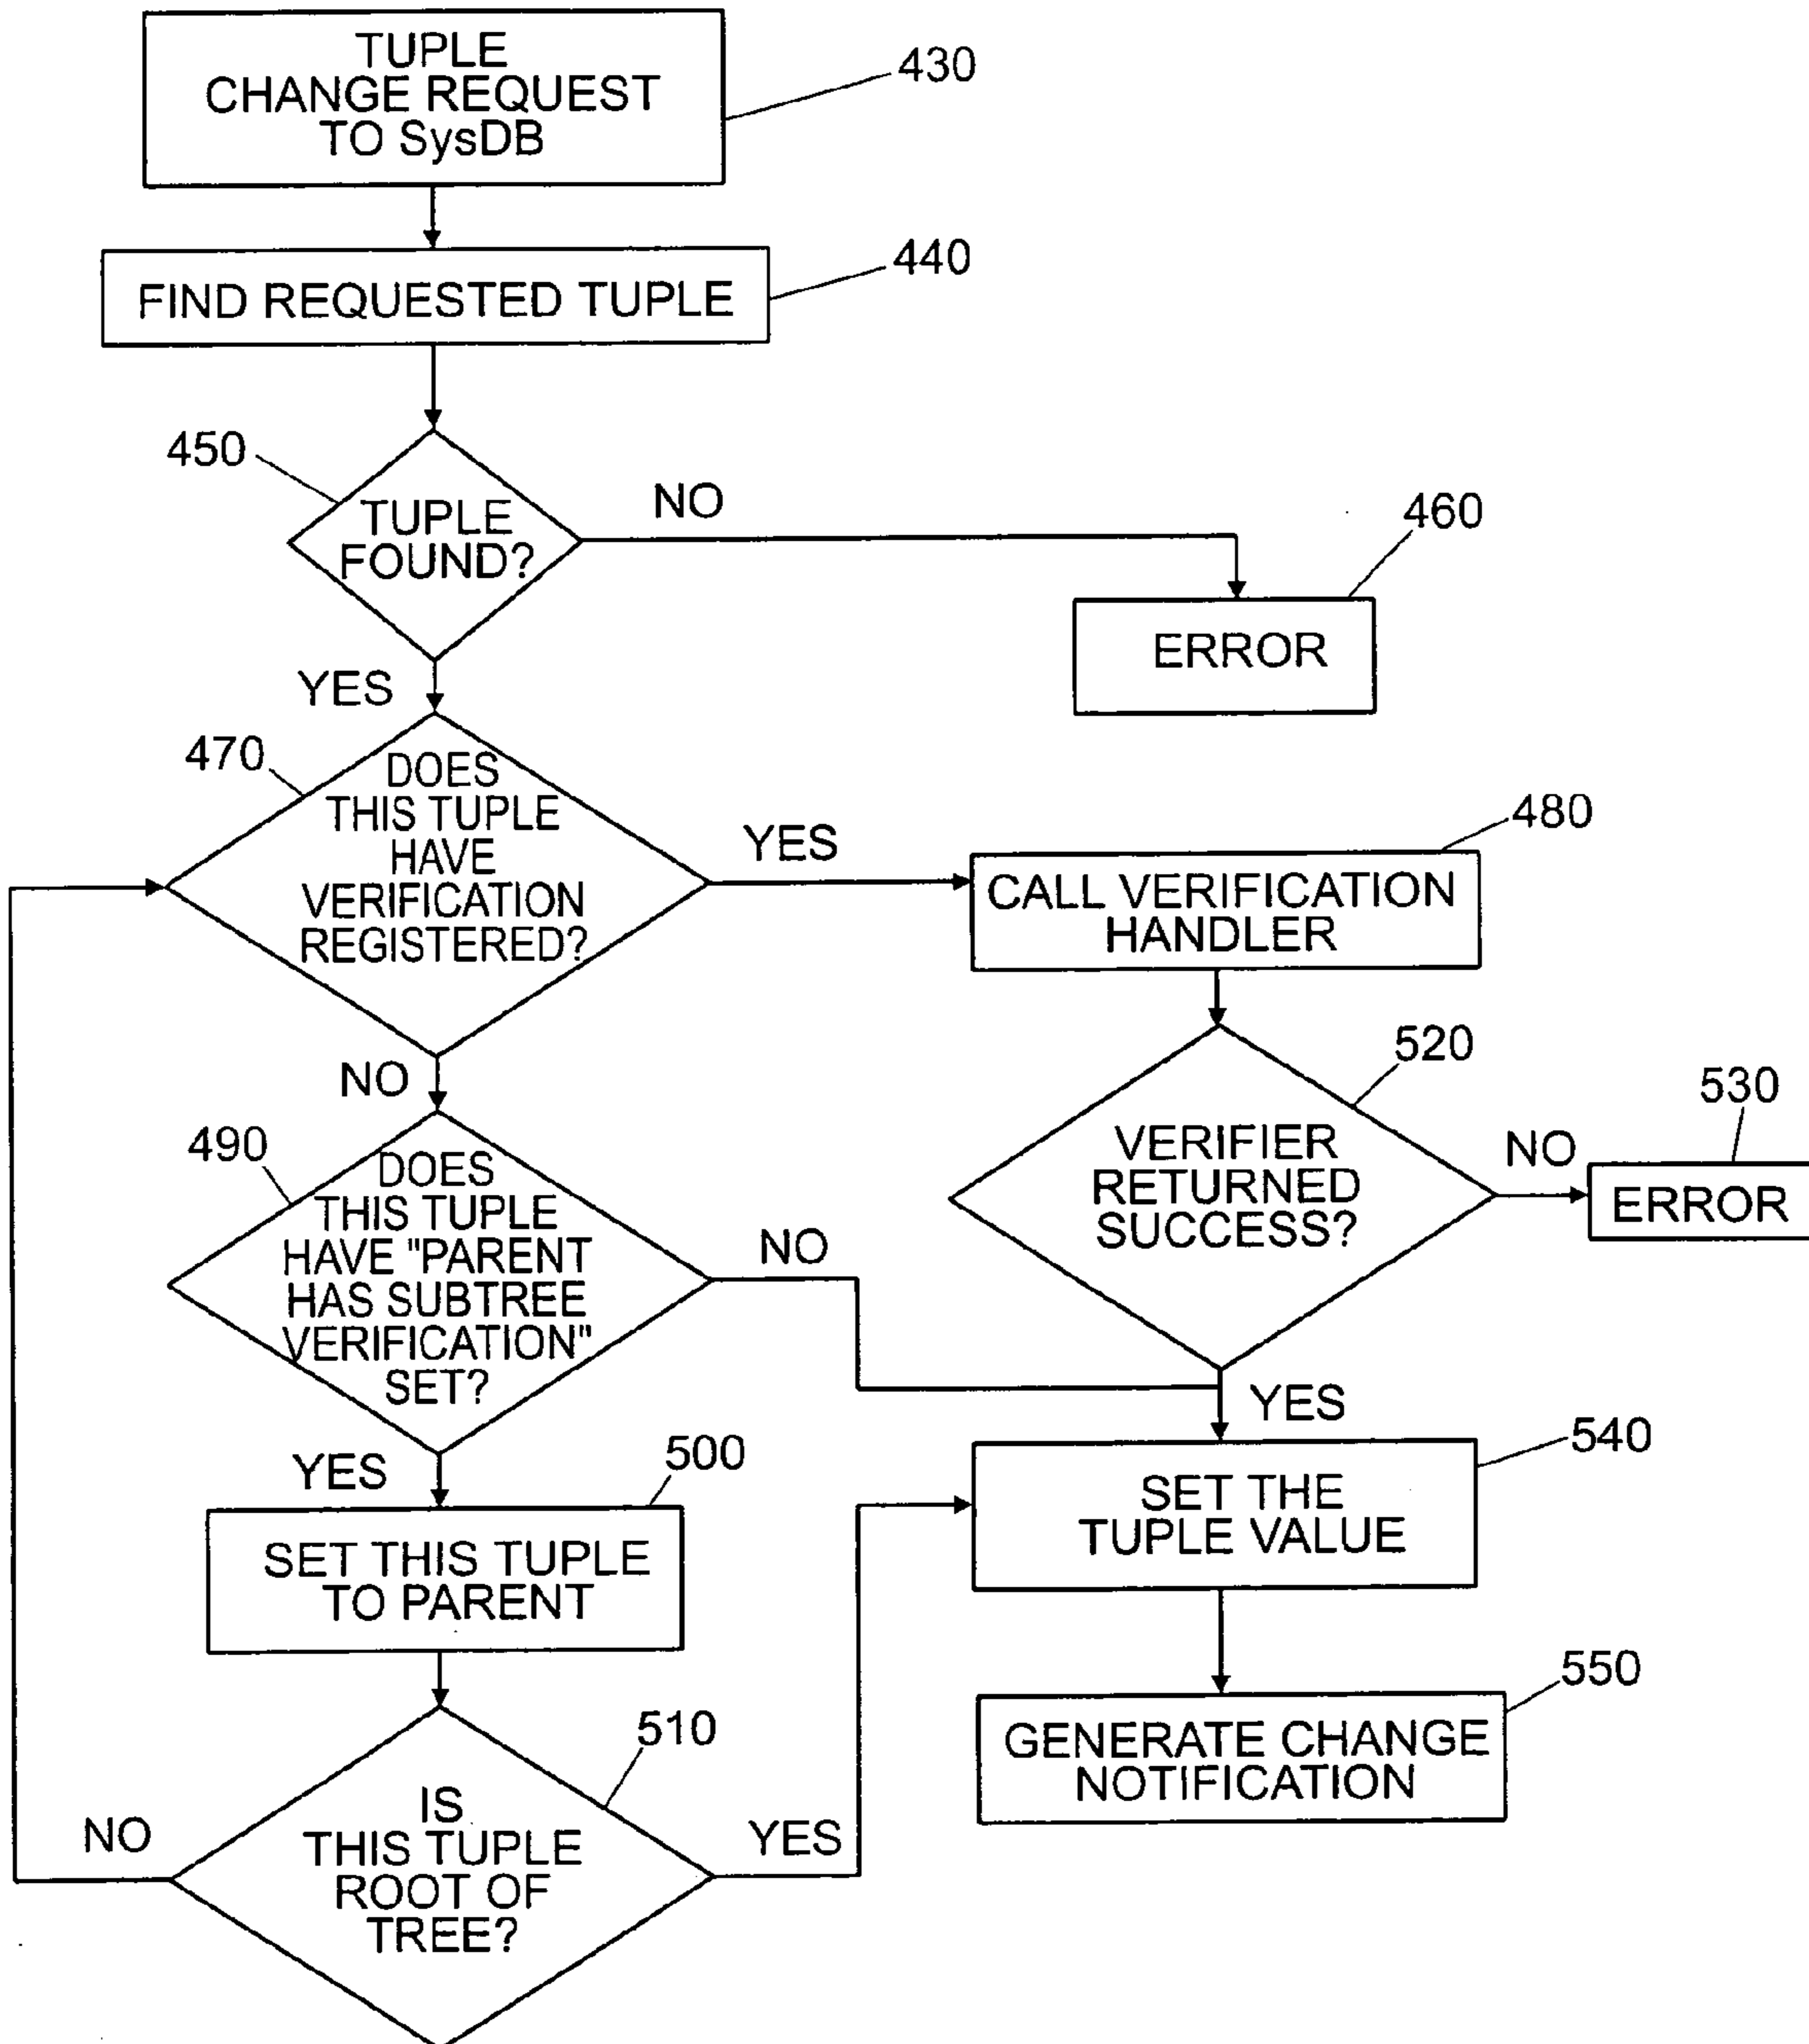 TUPLE
CHANGE REQUEST
TO SysDB
430
FIND REQUESTED TUPLE
440
450
TUPLE
FOUND?
NO
460
ERROR
YES
470
DOES
THIS TUPLE
HAVE
VERIFICATION
REGISTERED?
YES
480
CALL VERIFICATION
HANDLER
NO
490
DOES
THIS TUPLE
HAVE "PARENT
HAS SUBTREE
VERIFICATION"
SET?
NO
520
VERIFIER
RETURNED
SUCCESS?
NO
530
ERROR
YES
YES
500
SET THIS TUPLE
TO PARENT
540
SET THE
TUPLE VALUE
510
IS
THIS TUPLE
ROOT OF
TREE?
NO
YES
550
GENERATE CHANGE
NOTIFICATION